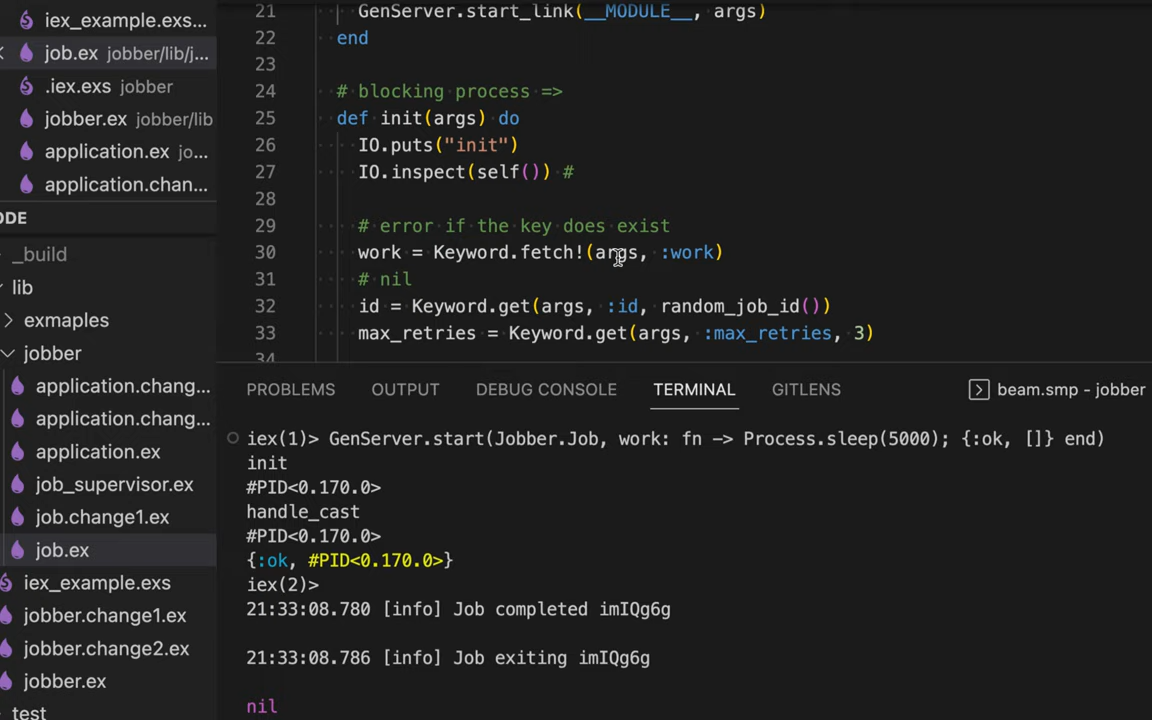 iex_example.exs...
job.ex jobber/lib/j...
.iex.exs jobber
jobber.ex jobber/lib
application.ex jo...
application.chan...
ODE
_build
lib
exmaples
jobber
application.chang...
application.chang...
application.ex
job_supervisor.ex
job.change1.ex
job.ex
iex_example.exs
jobber.change1.ex
jobber.change2.ex
jobber.ex
test
21 GenServer.start_link(__MODULE__, args)
22 end
23
24 # blocking process =>
25 def init(args) do
26 IO.puts("init")
27 IO.inspect(self()) #
28
29 # error if the key does exist
30 work = Keyword.fetch!(args, :work)
31 # nil
32 id = Keyword.get(args, :id, random_job_id())
33 max_retries = Keyword.get(args, :max_retries, 3)
34
PROBLEMS OUTPUT DEBUG CONSOLE TERMINAL GITLENS beam.smp - jobber
iex(1)> GenServer.start(Jobber.Job, work: fn -> Process.sleep(5000); {:ok, []} end)
init
#PID<0.170.0>
handle_cast
#PID<0.170.0>
{:ok, #PID<0.170.0>}
iex(2)>
21:33:08.780 [info] Job completed imIQg6g
21:33:08.786 [info] Job exiting imIQg6g
nil